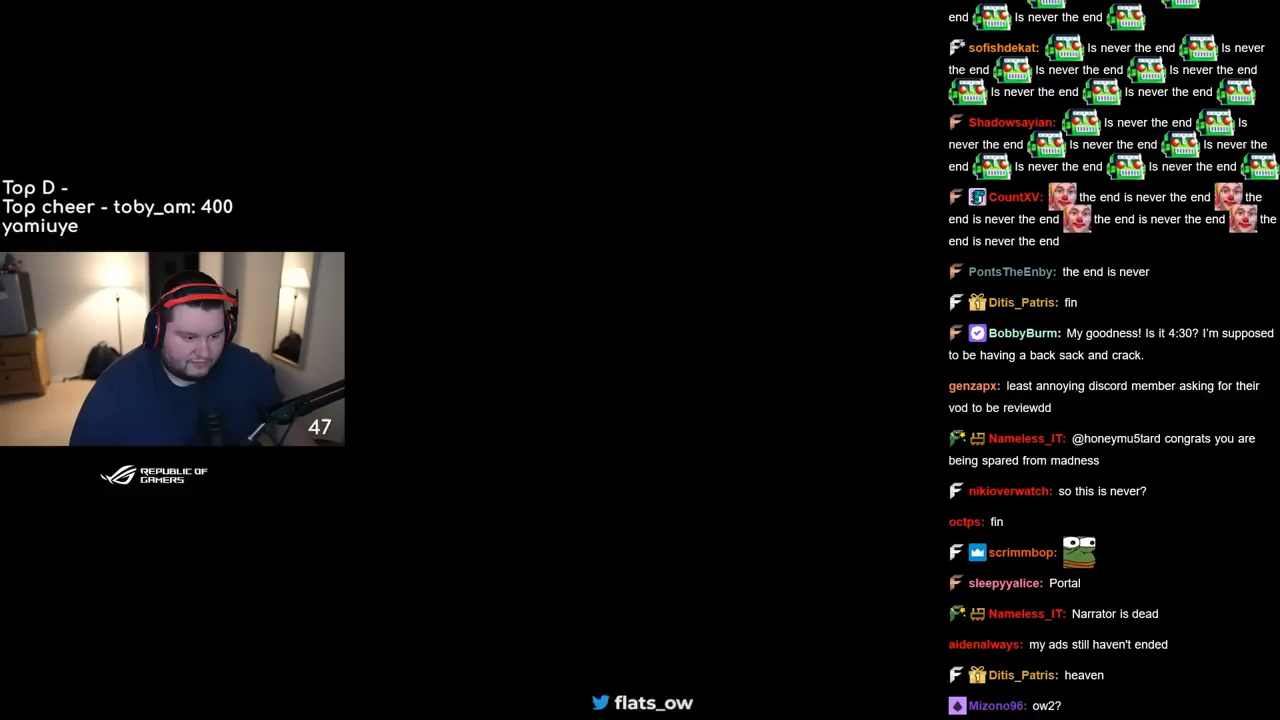 Top D -
Top cheer - toby_am: 400
yamiuye
47
REPUBLIC OF
GAMERS
flats_ow
end Is never the end
sofishdekat: Is never the end Is never
the end Is never the end Is never the end
Is never the end Is never the end
Shadowsayian: Is never the end Is
never the end Is never the end Is never the
end Is never the end Is never the end
CountXV: the end is never the end the
end is never the end the end is never the end the
end is never the end
PontsTheEnby: the end is never
Ditis_Patris: fin
BobbyBurm: My goodness! Is it 4:30? I'm supposed
to be having a back sack and crack.
genzapx: least annoying discord member asking for their
vod to be reviewdd
Nameless_IT: @honeymu5tard congrats you are
being spared from madness
nikioverwatch: so this is never?
octps: fin
scrimmbop:
sleepyyalice: Portal
Nameless_IT: Narrator is dead
aidenalways: my ads still haven't ended
Ditis_Patris: heaven
Mizono96: ow2?